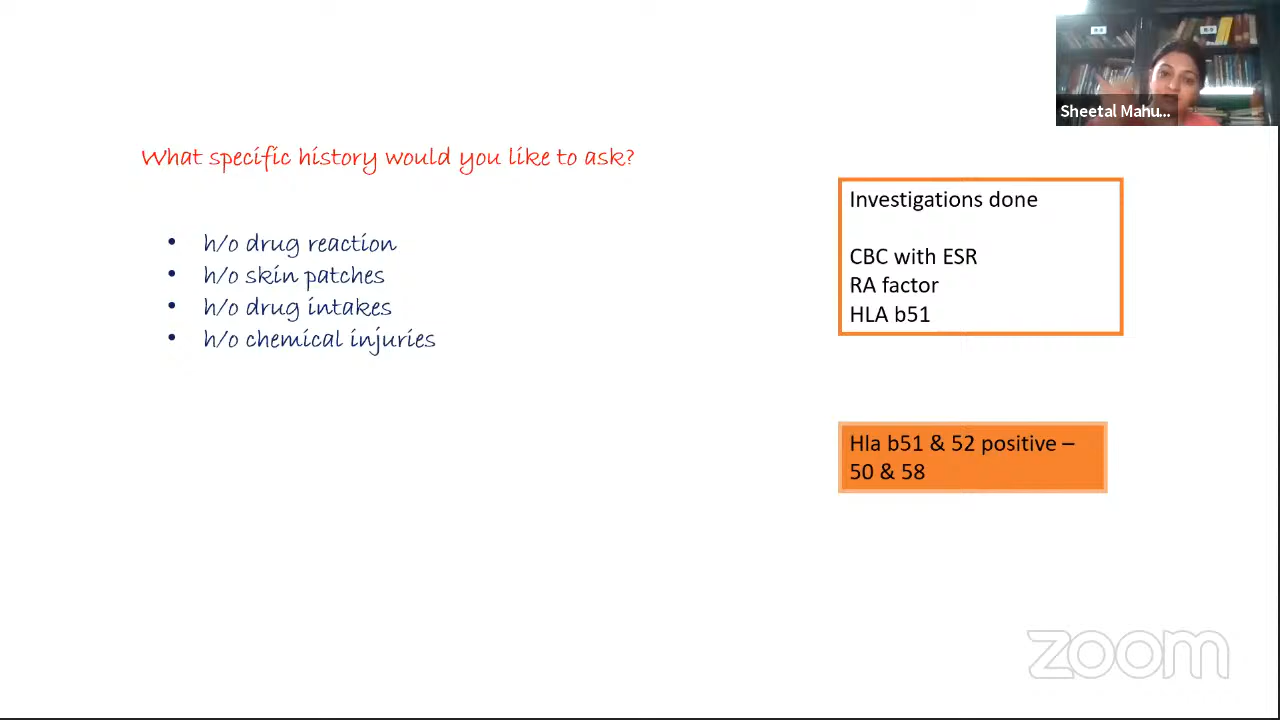 Sheetal Mahu...
What specific history would you like to ask?
• h/o drug reaction
• h/o skin patches
• h/o drug intakes
• h/o chemical injuries
Investigations done
CBC with ESR
RA factor
HLA b51
Hla b51 & 52 positive –
50 & 58
zoom